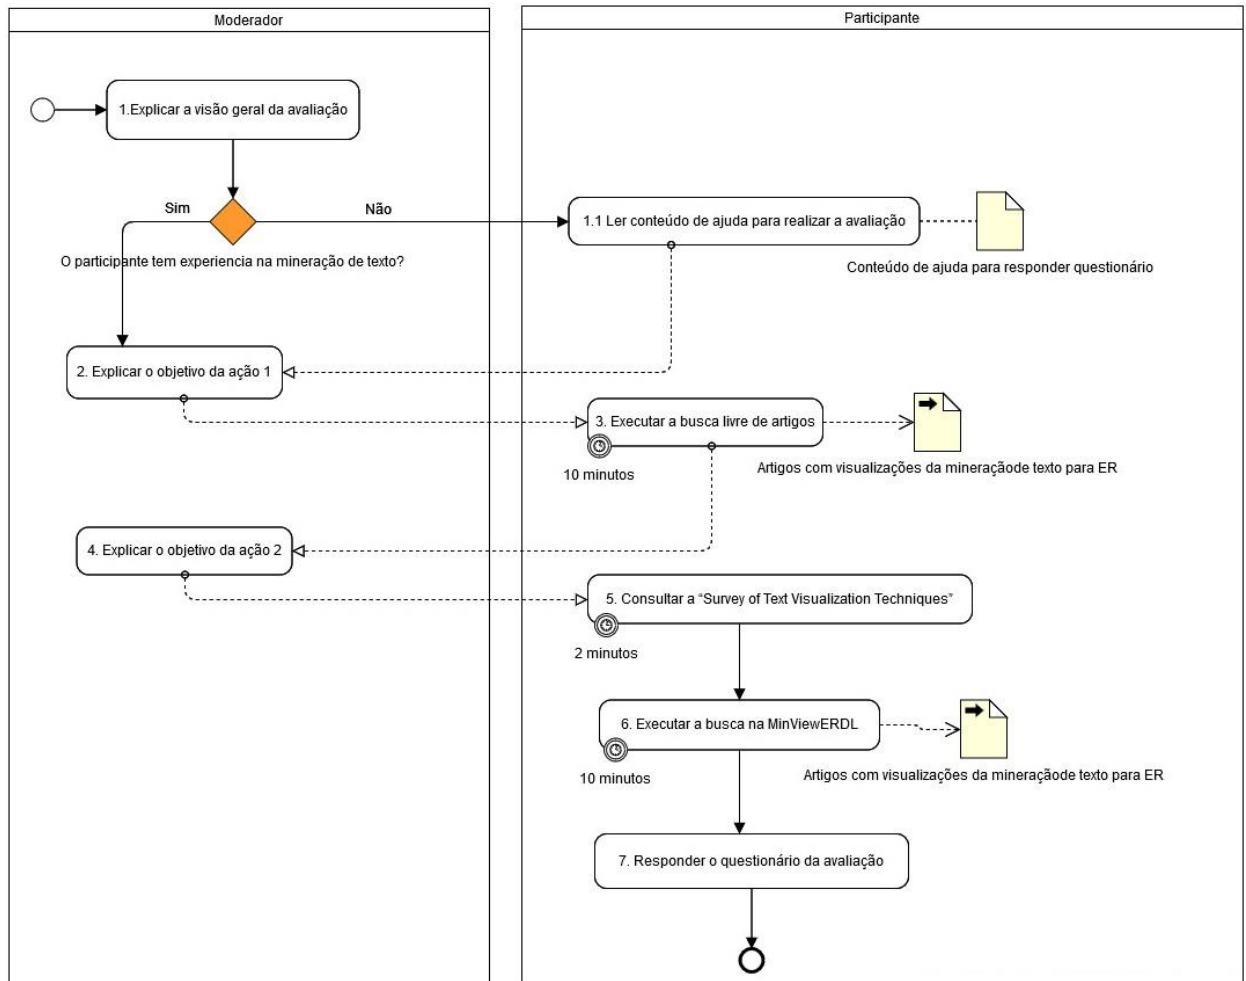 Moderador
Participante
1.Explicar a visão geral da avaliação
Sim
Não
O participante tem experiencia na mineração de texto?
1.1 Ler conteúdo de ajuda para realizar a avaliação
Conteúdo de ajuda para responder questionário
2. Explicar o objetivo da ação 1
3. Executar a busca livre de artigos
10 minutos
Artigos com visualizações da mineraçãode texto para ER
4. Explicar o objetivo da ação 2
5. Consultar a “Survey of Text Visualization Techniques”
2 minutos
6. Executar a busca na MinViewERDL
10 minutos
Artigos com visualizações da mineraçãode texto para ER
7. Responder o questionário da avaliação